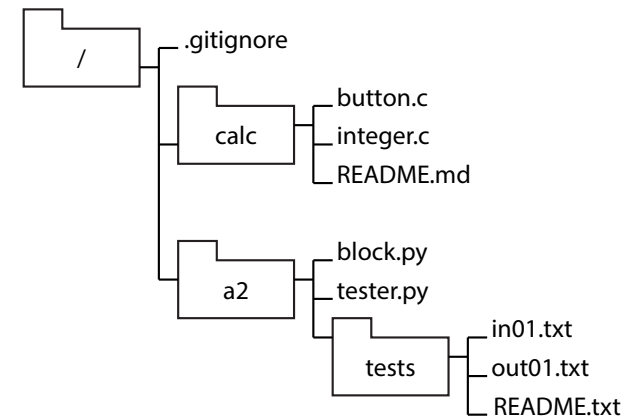 /
.gitignore
calc
button.c
integer.c
README.md
a2
block.py
tester.py
tests
in01.txt
out01.txt
README.txt